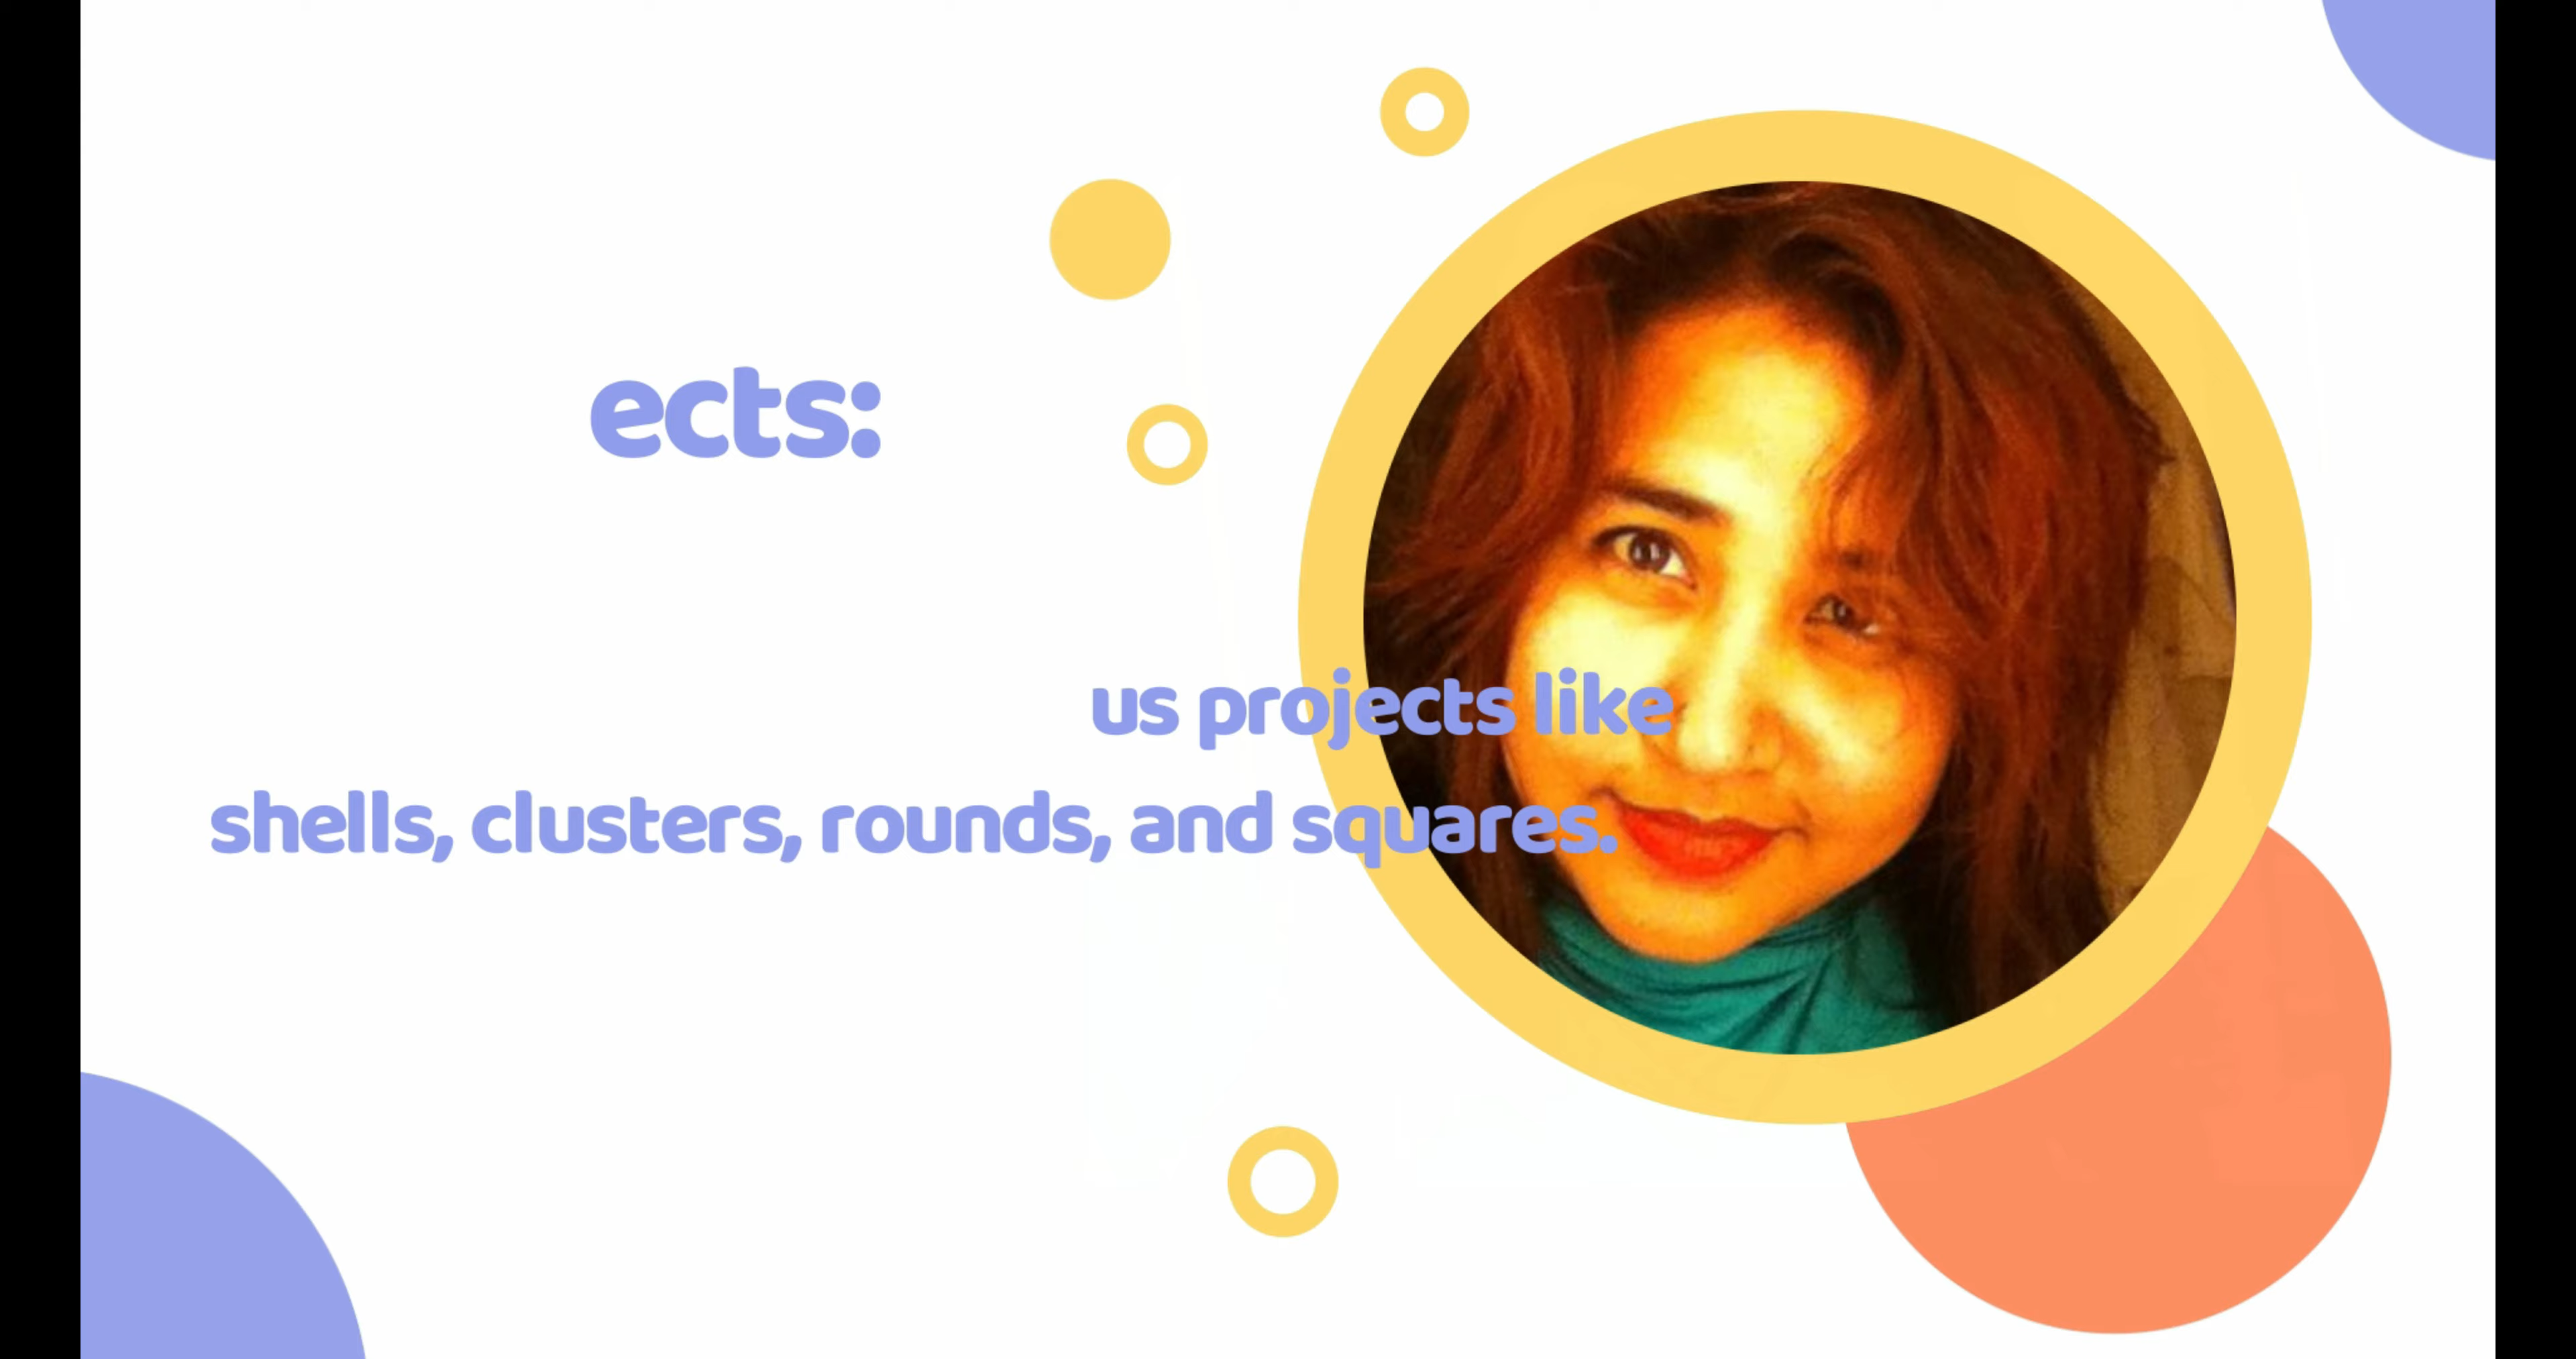 ects:
us projects like
shells, clusters, rounds, and squares.